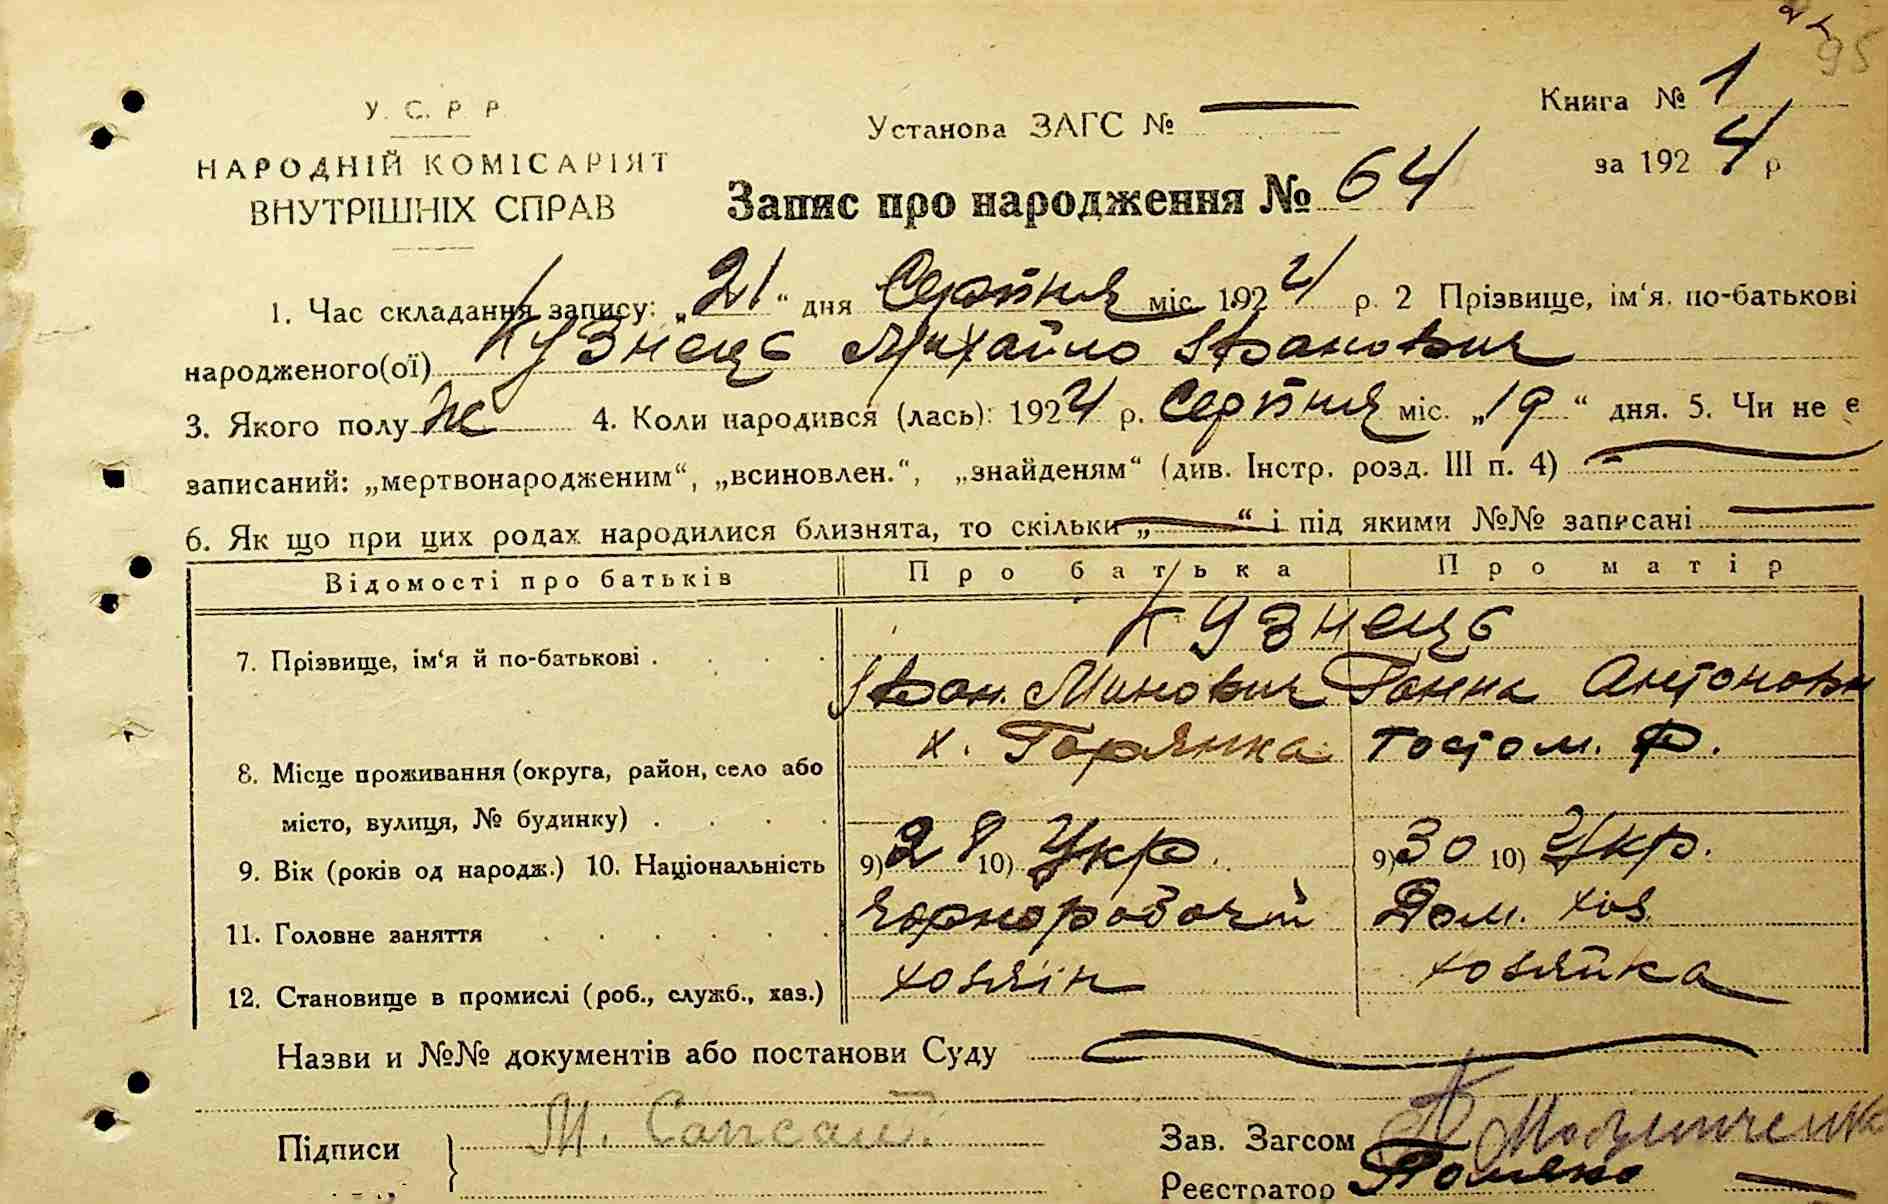 95
У. С. Р. Р.
НАРОДНІЙ КОМІСАРІЯТ
ВНУТРІШНІХ СПРАВ
Установа ЗАГС №
Книга № 1
за 1924 р
Запис про народження № 64
1. Час складання запису: „21“ дня Серпня міс 1924 р. 2 Прізвище, ім‘я. по-батькові
народженого(ої) Кузнець Михайло Іванович
3. Якого полу Ж 4. Коли народився (лась): 1924 р. Серпня міс. „19“ дня. 5. Чи не є
записаний: „мертвонародженим“, „всиновлен.“, „знайденям“ (див. Інстр. розд. III п. 4)
6. Як що при цих родах народилися близнята, то скільки „ “ і під якими №№ записані
Відомості про батьків Про батька Про матір
Кузнець
7. Прізвище, ім‘я й по-батькові . Іван. Минович Ганна Антоновн
8. Місце проживання (округа, район, село або х. Горянка Гостом. Р.
місто, вулиця, № будинку) .
9. Вік (років од народж.) 10. Національність 9) 28 10) Укр. 9) 30 10) Укр.
11. Головне заняття Чорноробочий Дом. хоз.
12. Становище в промислі (роб., служб., хаз.) хозяїн хозяйка
Назви и №№ документів або постанови Суду
Підписи М. Сапсай. Зав. Загсом
Реєстратор